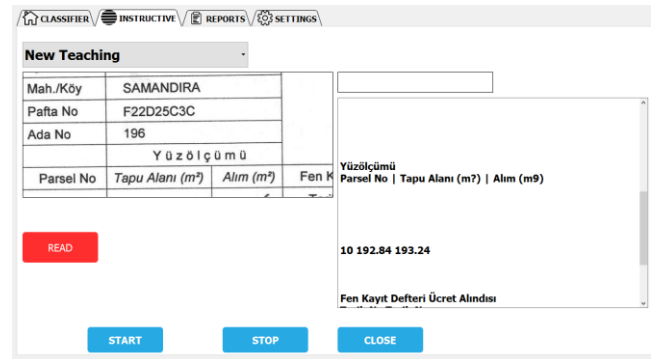 CLASSIFIER INSTRUCTIVE REPORTS SETTINGS
New Teaching
Mah./Köy SAMANDIRA
Pafta No F22D25C3C
Ada No 196
Yüzölçümü
Parsel No Tapu Alanı (m²) Alım (m²) Fen K
Yüzölçümü
Parsel No | Tapu Alanı (m?) | Alım (m9)
10 192.84 193.24
Fen Kayıt Defteri Ücret Alındısı
READ
START STOP CLOSE